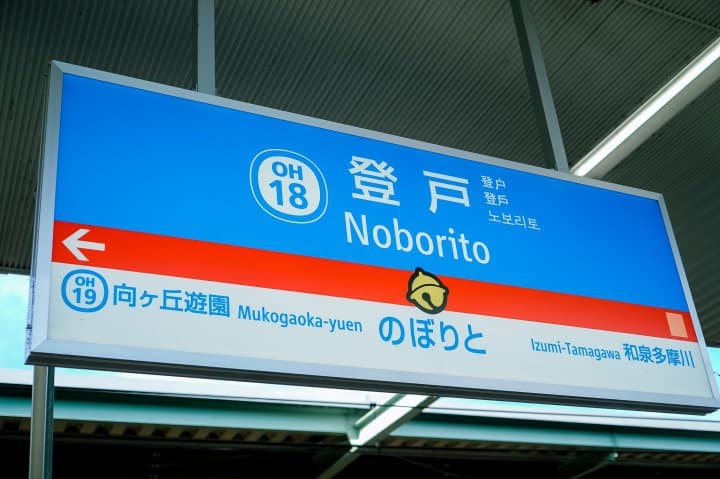 OH
18
登戸
Noborito
登户
登戶
노보리토
OH
19
向ヶ丘遊園 Mukogaoka-yuen
のぼりと
Izumi-Tamagawa 和泉多摩川